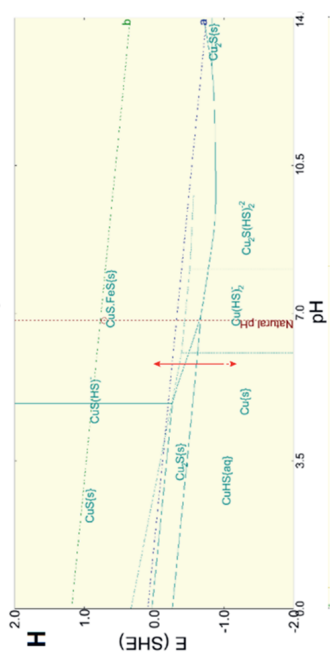 H
E (SHE)
2.0
1.0
0.0
-1.0
-2.0
0.0
3.5
7.0
10.5
14.0
pH
b
a
CuS{s}
CuS(HS)⁻
CuS.FeS{s}
Cu₂S{s}
Cu₂S{s}
CuHS{aq}
Cu{s}
Cu(HS)₂⁻
Cu₂S(HS)₂⁻²
Natural pH